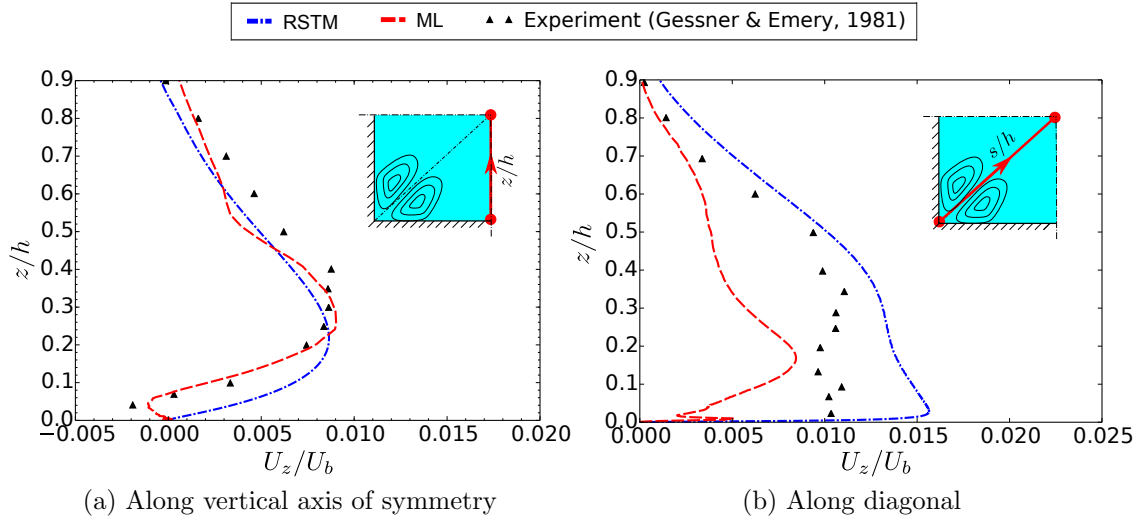 RSTM ML Experiment (Gessner & Emery, 1981)
0.9
0.8
0.7
0.6
0.5
0.4
0.3
0.2
0.1
0.0
z/h
−0.005 0.000 0.005 0.010 0.015 0.020
U_z/U_b
z/h
(a) Along vertical axis of symmetry
0.9
0.8
0.7
0.6
0.5
0.4
0.3
0.2
0.1
0.0
z/h
0.000 0.005 0.010 0.015 0.020 0.025
U_z/U_b
s/h
(b) Along diagonal